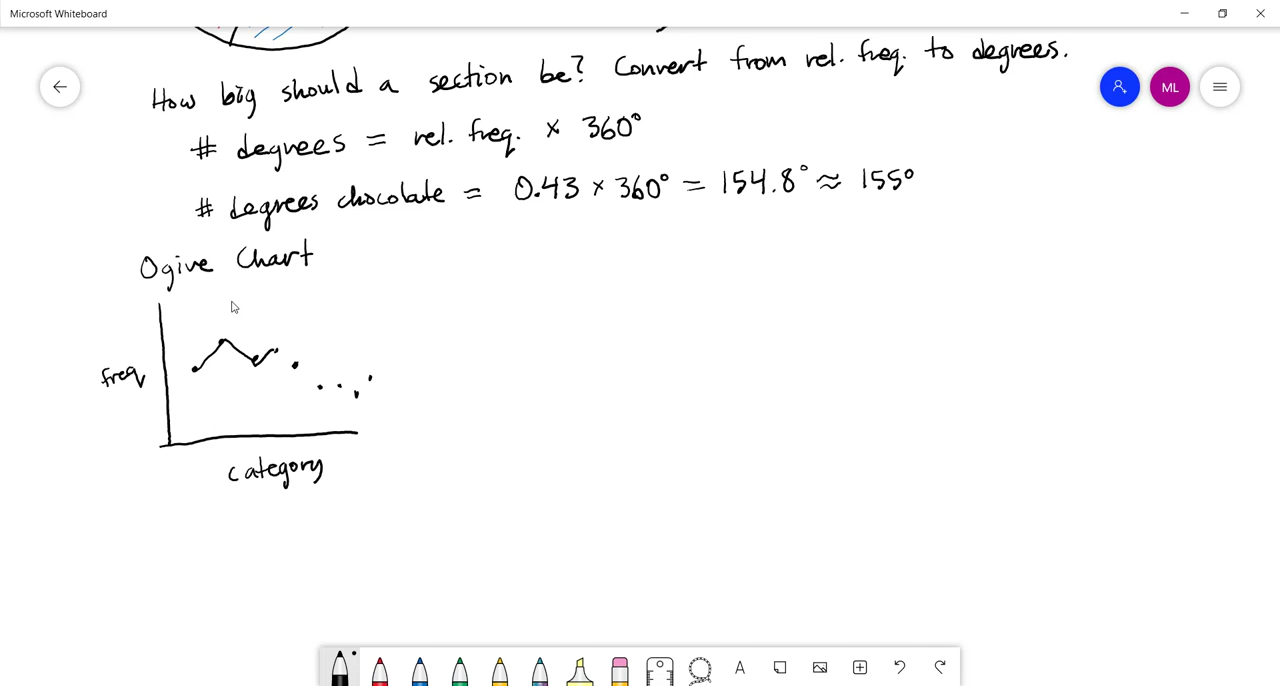 Microsoft Whiteboard
How big should a section be? Convert from rel. freq. to degrees.
ML
# degrees = rel. freq. × 360°
# degrees chocolate = 0.43 × 360° = 154.8° ≈ 155°
Ogive Chart
freq
category
A